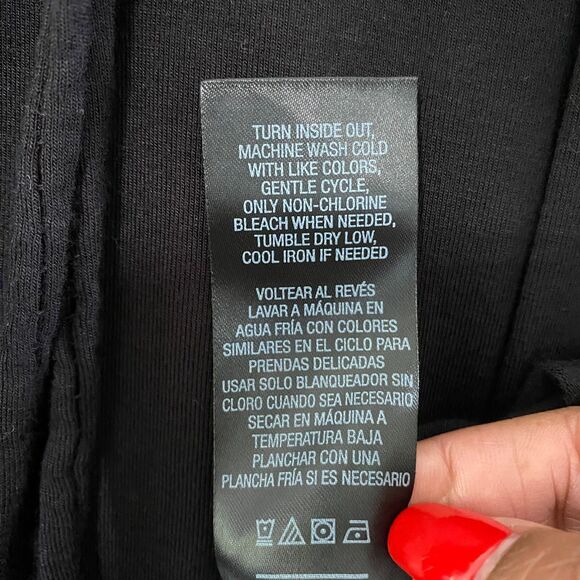 TURN INSIDE OUT,
MACHINE WASH COLD
WITH LIKE COLORS,
GENTLE CYCLE,
ONLY NON-CHLORINE
BLEACH WHEN NEEDED,
TUMBLE DRY LOW,
COOL IRON IF NEEDED
VOLTEAR AL REVÉS
LAVAR A MÁQUINA EN
AGUA FRÍA CON COLORES
SIMILARES EN EL CICLO PARA
PRENDAS DELICADAS
USAR SOLO BLANQUEADOR SIN
CLORO CUANDO SEA NECESARIO
SECAR EN MÁQUINA A
TEMPERATURA BAJA
PLANCHAR CON UNA
PLANCHA FRÍA SI ES NECESARIO